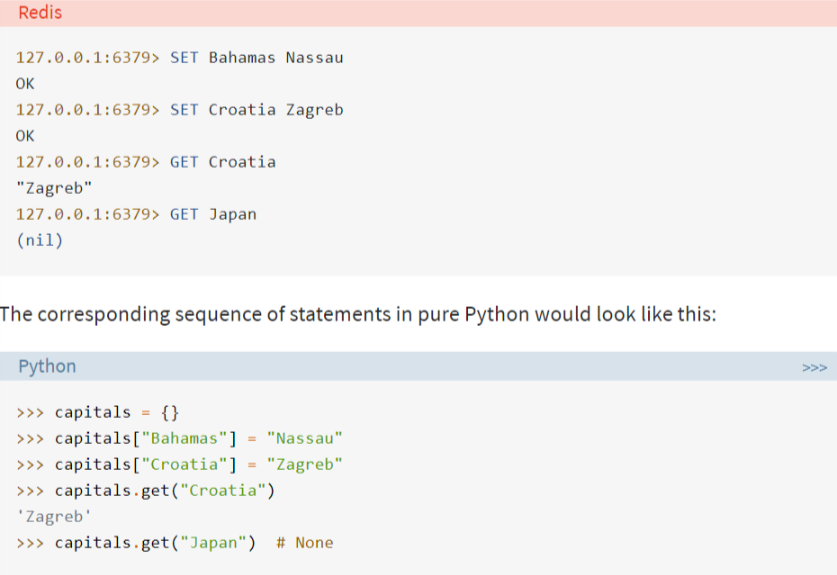 Redis
127.0.0.1:6379> SET Bahamas Nassau
OK
127.0.0.1:6379> SET Croatia Zagreb
OK
127.0.0.1:6379> GET Croatia
"Zagreb"
127.0.0.1:6379> GET Japan
(nil)
The corresponding sequence of statements in pure Python would look like this:
Python >>>
>>> capitals = {}
>>> capitals["Bahamas"] = "Nassau"
>>> capitals["Croatia"] = "Zagreb"
>>> capitals.get("Croatia")
'Zagreb'
>>> capitals.get("Japan")  # None